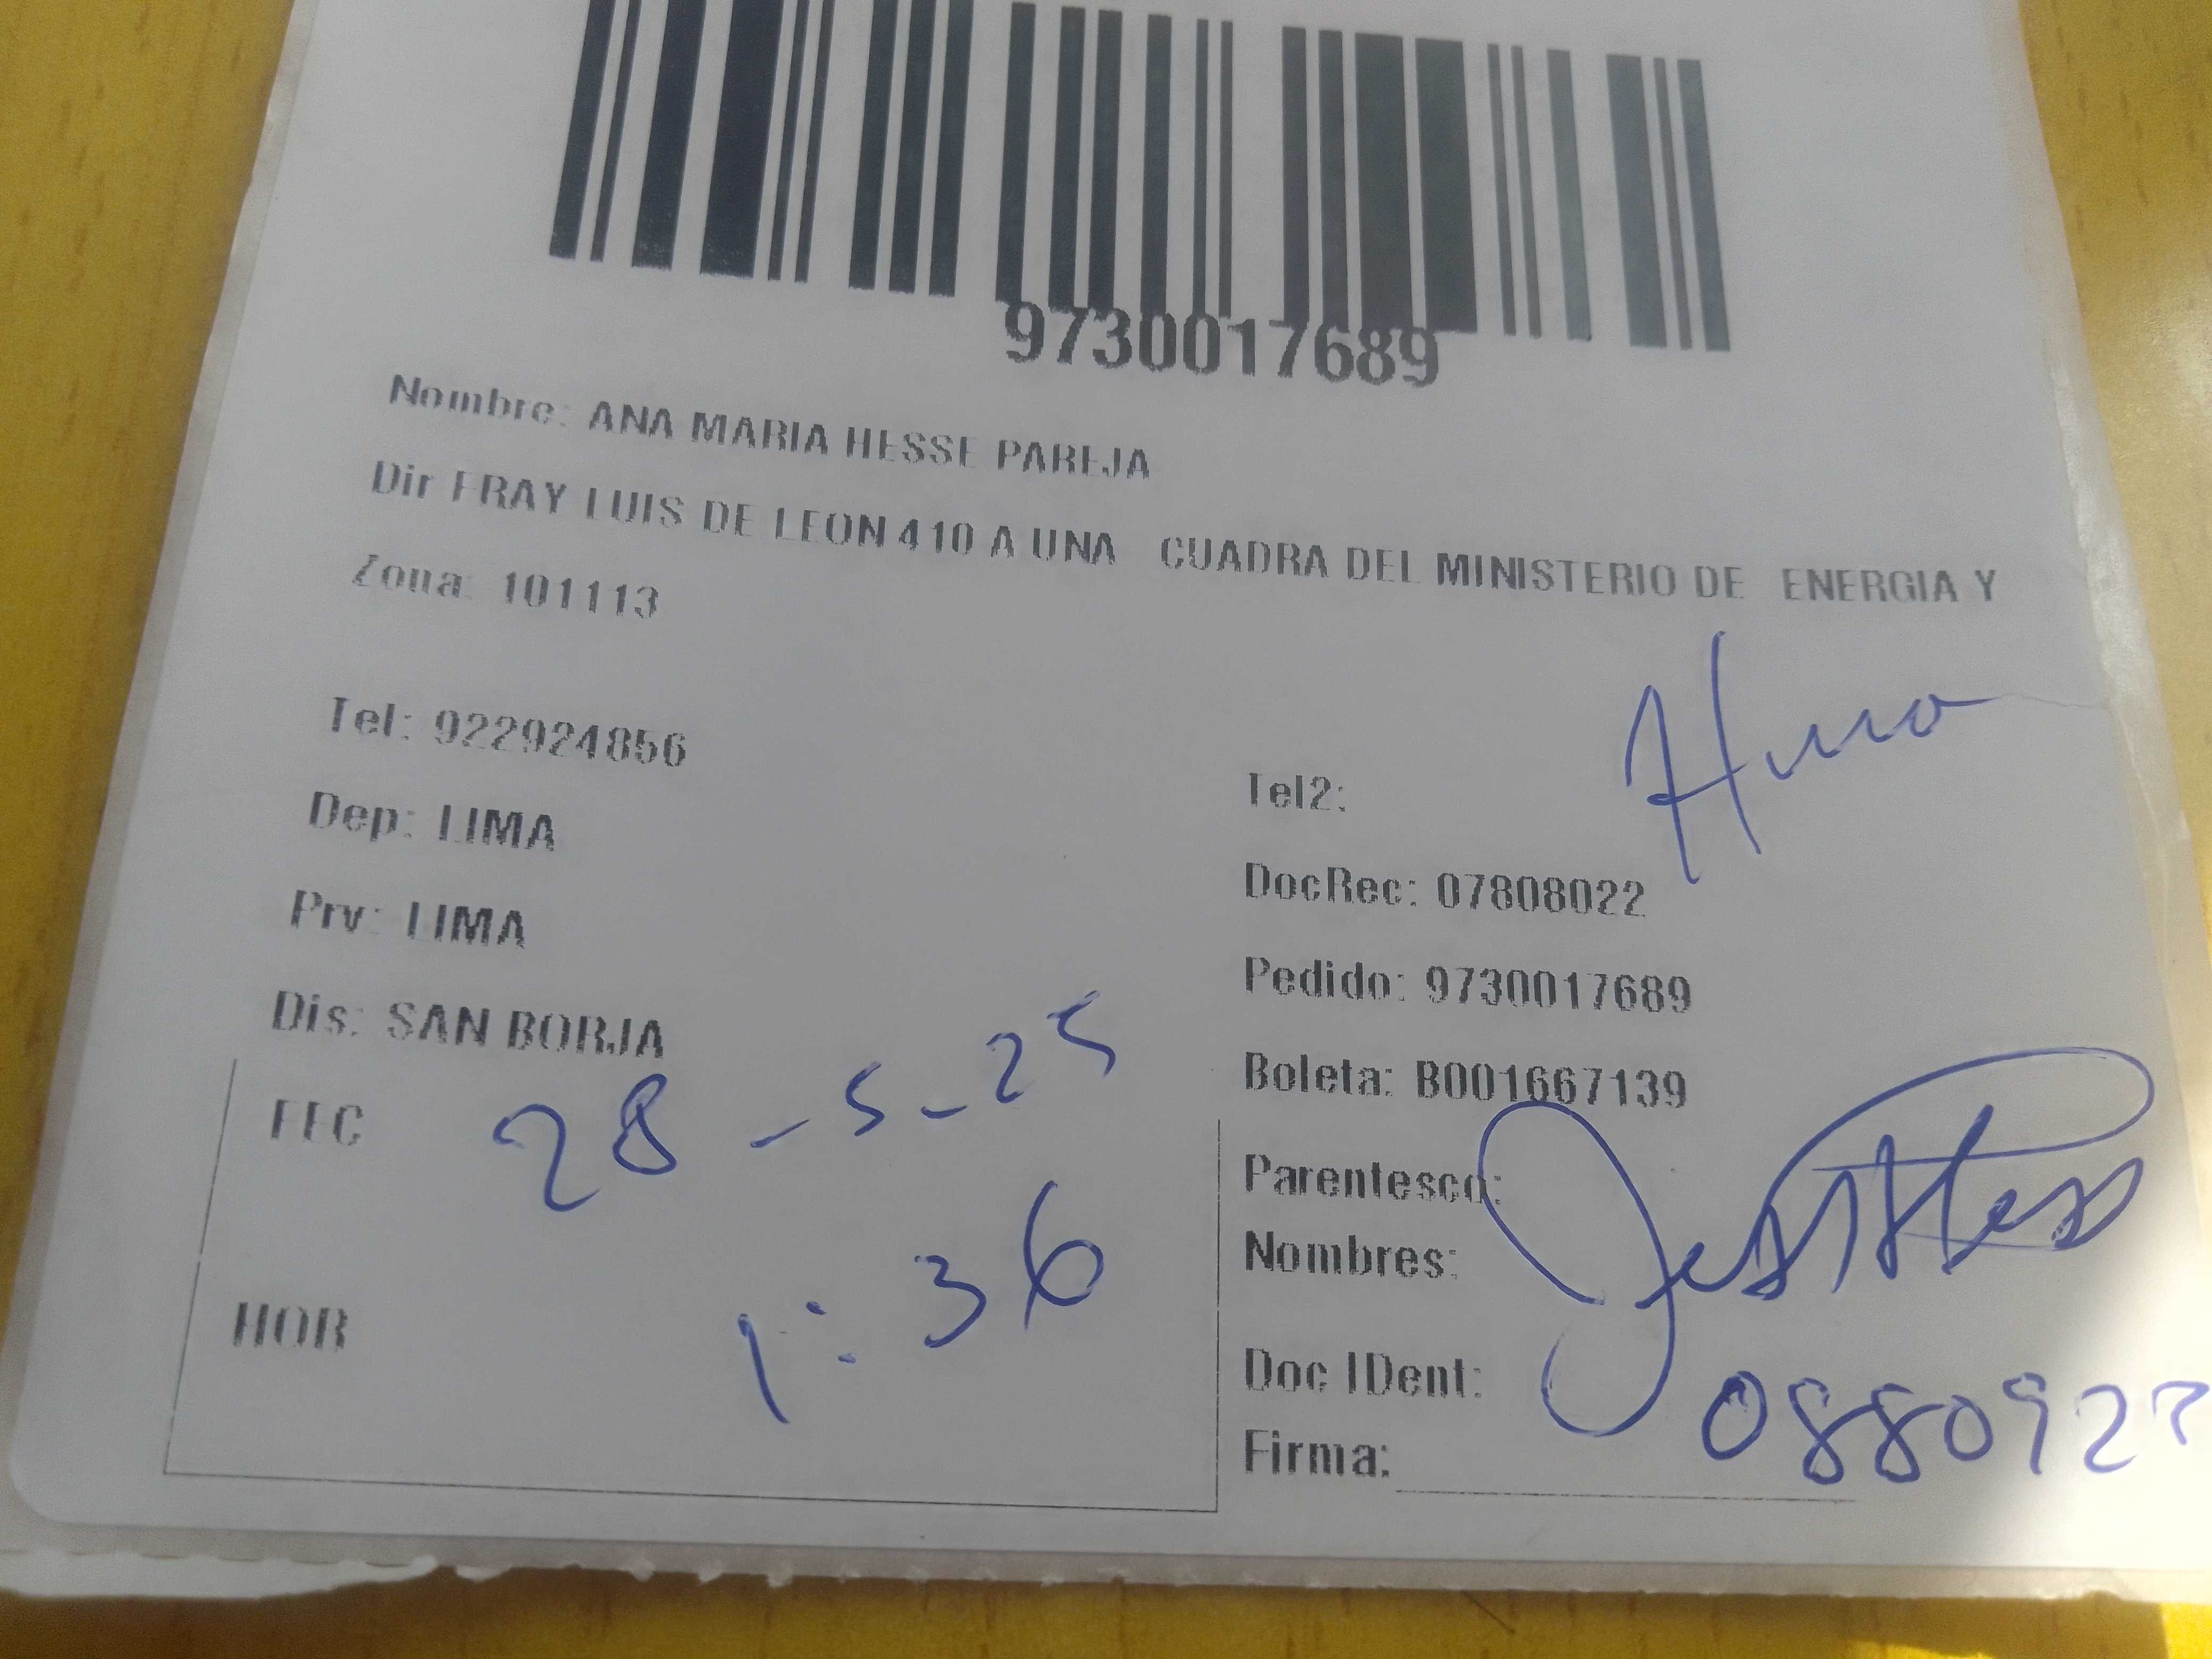 9730017689
Nombre: ANA MARIA HESSE PAREJA
Dir FRAY LUIS DE LEON 410 A UNA CUADRA DEL MINISTERIO DE ENERGIA Y
Zona: 101113
Tel: 922924856
Tel2:
Dep: LIMA
DocRec: 07808022
Prv: LIMA
Pedido: 9730017689
Dis: SAN BORJA
Boleta: B001667139
FEC 28-5-25
Parentesco:
Nombres:
HOR 1:36
Doc IDent:
Firma: